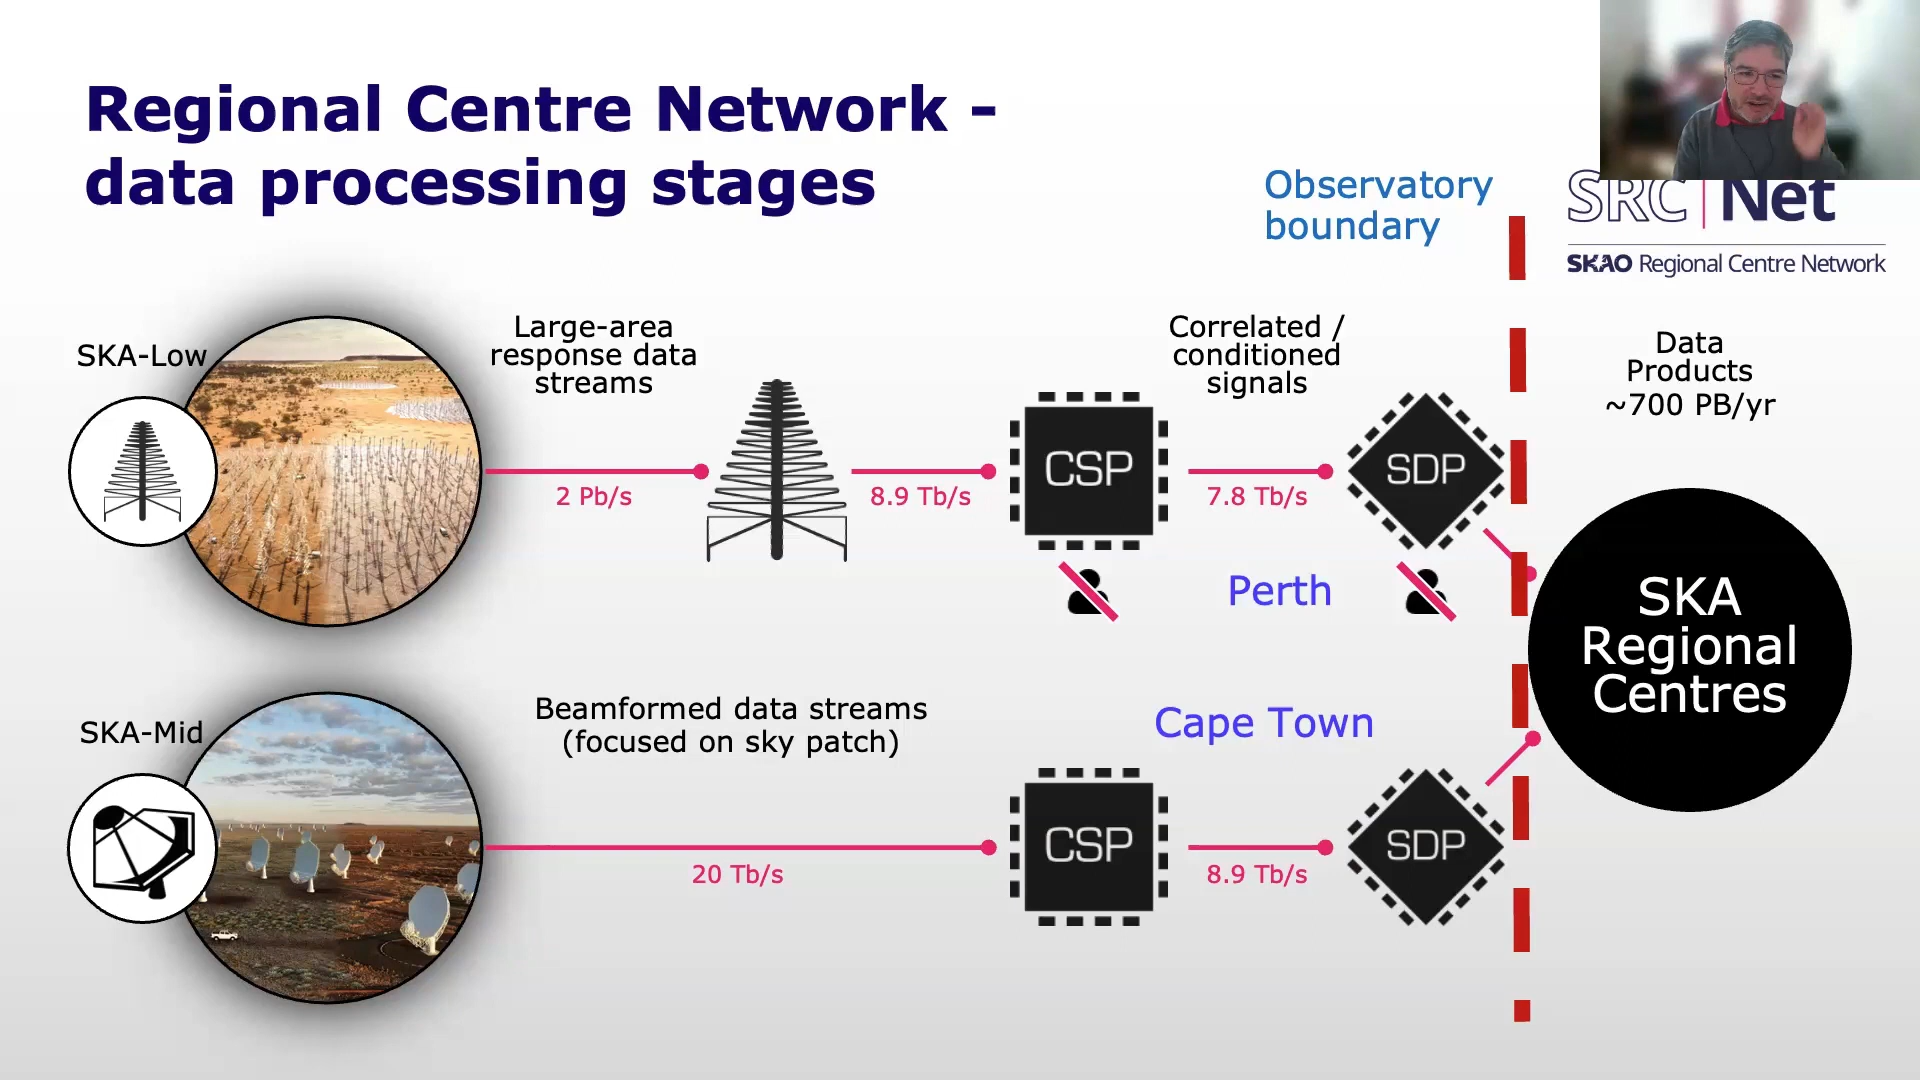 Regional Centre Network -
data processing stages
Observatory
boundary
SRC | Net
SKAO Regional Centre Network
SKA-Low
Large-area
response data
streams
2 Pb/s
8.9 Tb/s
CSP
Correlated /
conditioned
signals
7.8 Tb/s
SDP
Data
Products
~700 PB/yr
Perth
SKA
Regional
Centres
SKA-Mid
Beamformed data streams
(focused on sky patch)
Cape Town
20 Tb/s
CSP
8.9 Tb/s
SDP